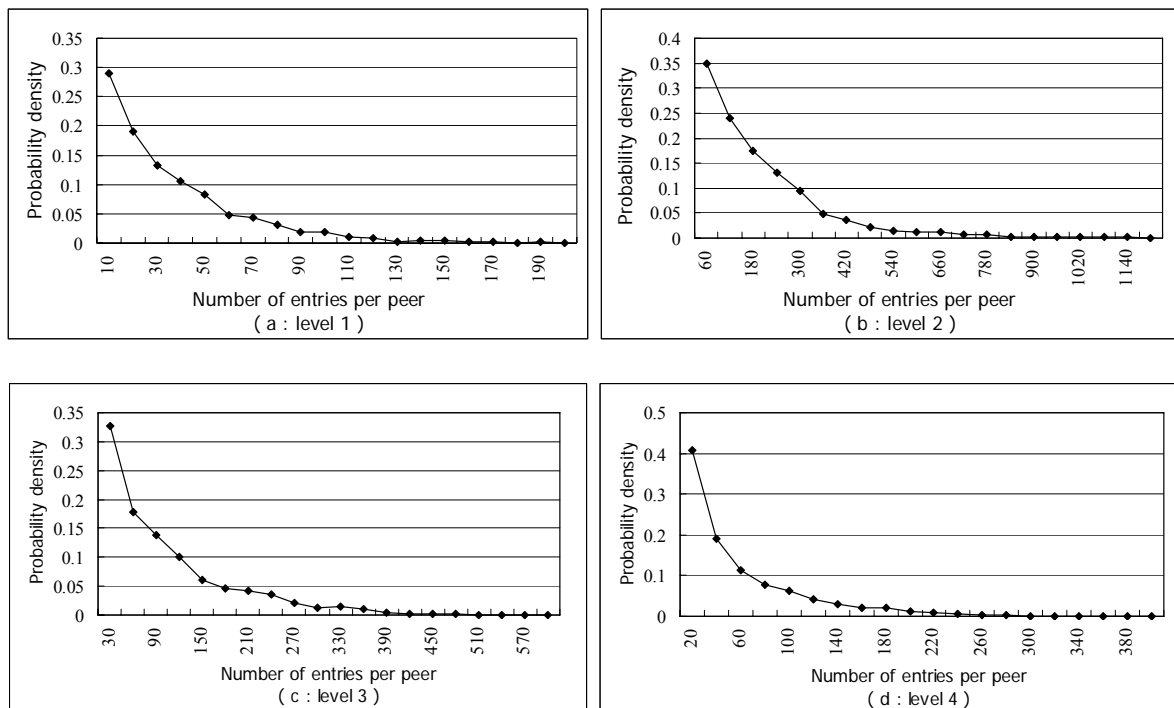 0.35
0.3
0.25
0.2
0.15
0.1
0.05
0
Probability density
10 30 50 70 90 110 130 150 170 190
Number of entries per peer
( a : level 1 )
0.4
0.35
0.3
0.25
0.2
0.15
0.1
0.05
0
Probability density
60 180 300 420 540 660 780 900 1020 1140
Number of entries per peer
( b : level 2 )
0.35
0.3
0.25
0.2
0.15
0.1
0.05
0
Probability density
30 90 150 210 270 330 390 450 510 570
Number of entries per peer
( c : level 3 )
0.5
0.4
0.3
0.2
0.1
0
Probability density
20 60 100 140 180 220 260 300 340 380
Number of entries per peer
( d : level 4 )